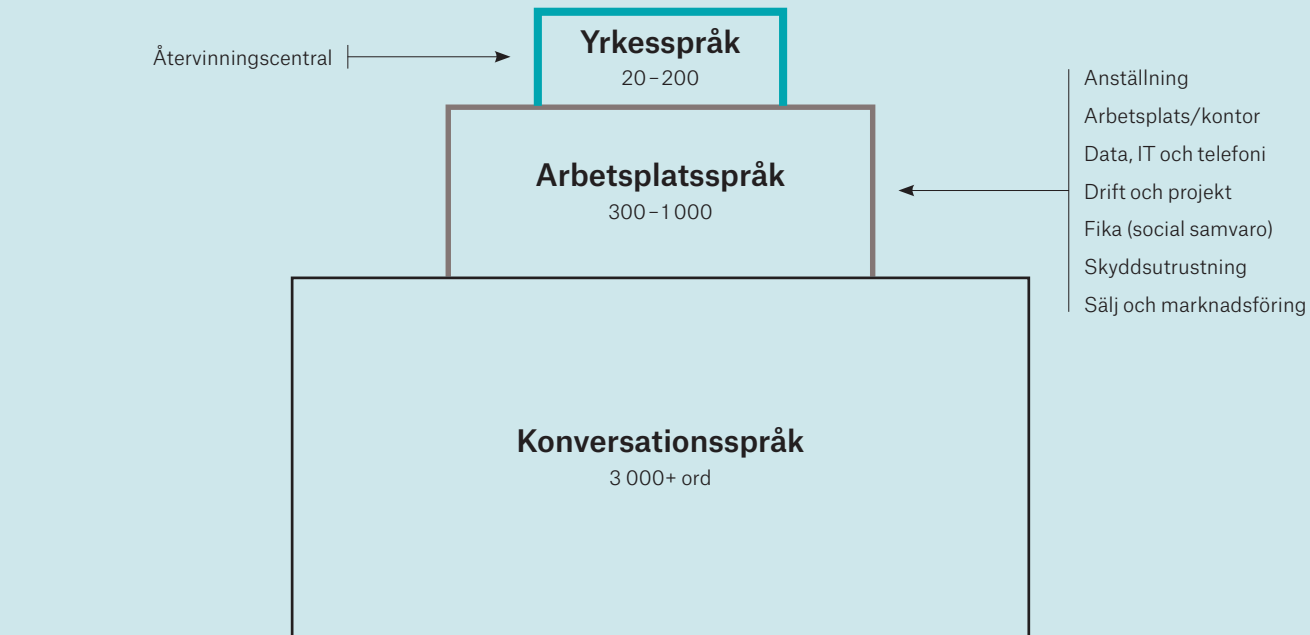 Yrkesspråk
20–200
Återvinningscentral
Arbetsplatsspråk
300–1 000
Anställning
Arbetsplats/kontor
Data, IT och telefoni
Drift och projekt
Fika (social samvaro)
Skyddsutrustning
Sälj och marknadsföring
Konversationsspråk
3 000+ ord